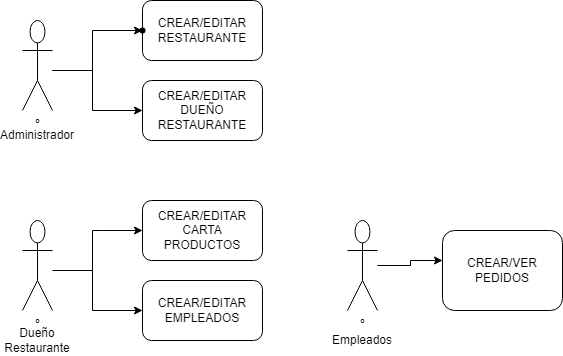 CREAR/EDITAR
RESTAURANTE
CREAR/EDITAR
DUEÑO
RESTAURANTE
Administrador
CREAR/EDITAR
CARTA
PRODUCTOS
CREAR/EDITAR
EMPLEADOS
Dueño
Restaurante
CREAR/VER
PEDIDOS
Empleados